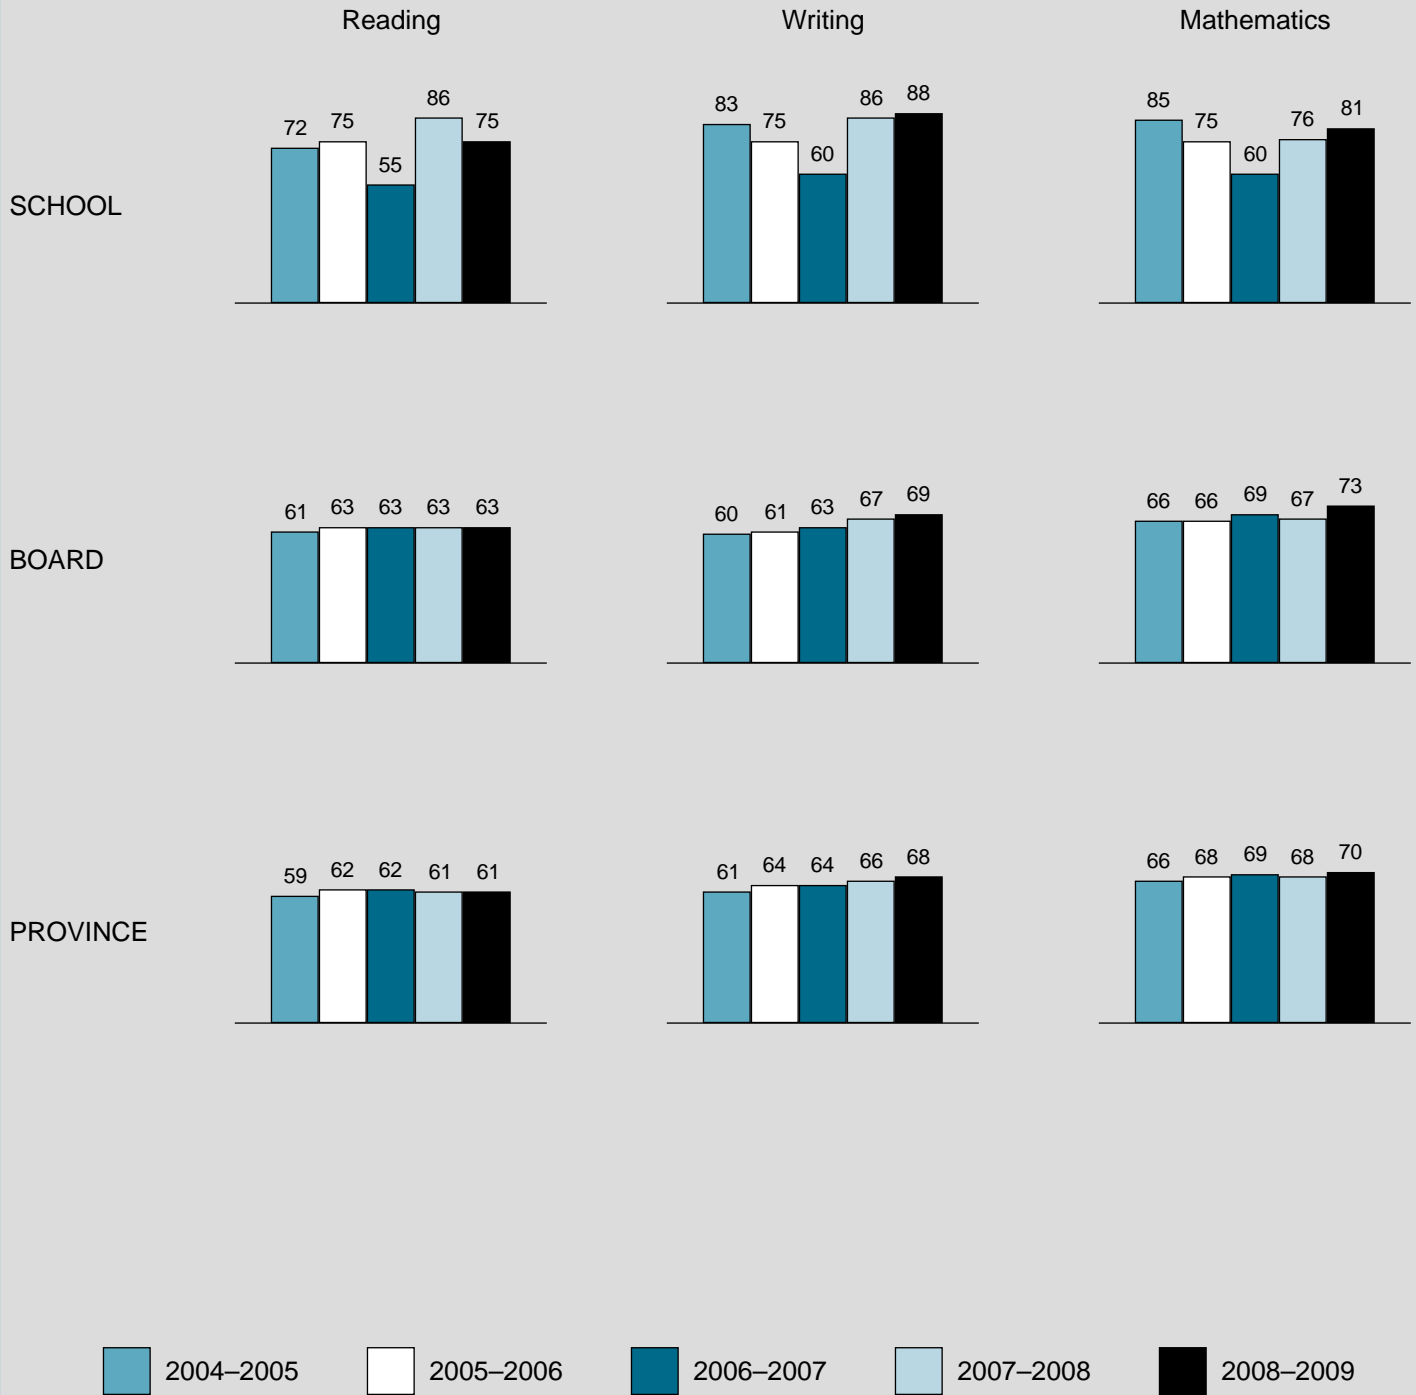 Reading Writing Mathematics
SCHOOL
72 75 55 86 75
83 75 60 86 88
85 75 60 76 81
BOARD
61 63 63 63 63
60 61 63 67 69
66 66 69 67 73
PROVINCE
59 62 62 61 61
61 64 64 66 68
66 68 69 68 70
2004–2005 2005–2006 2006–2007 2007–2008 2008–2009